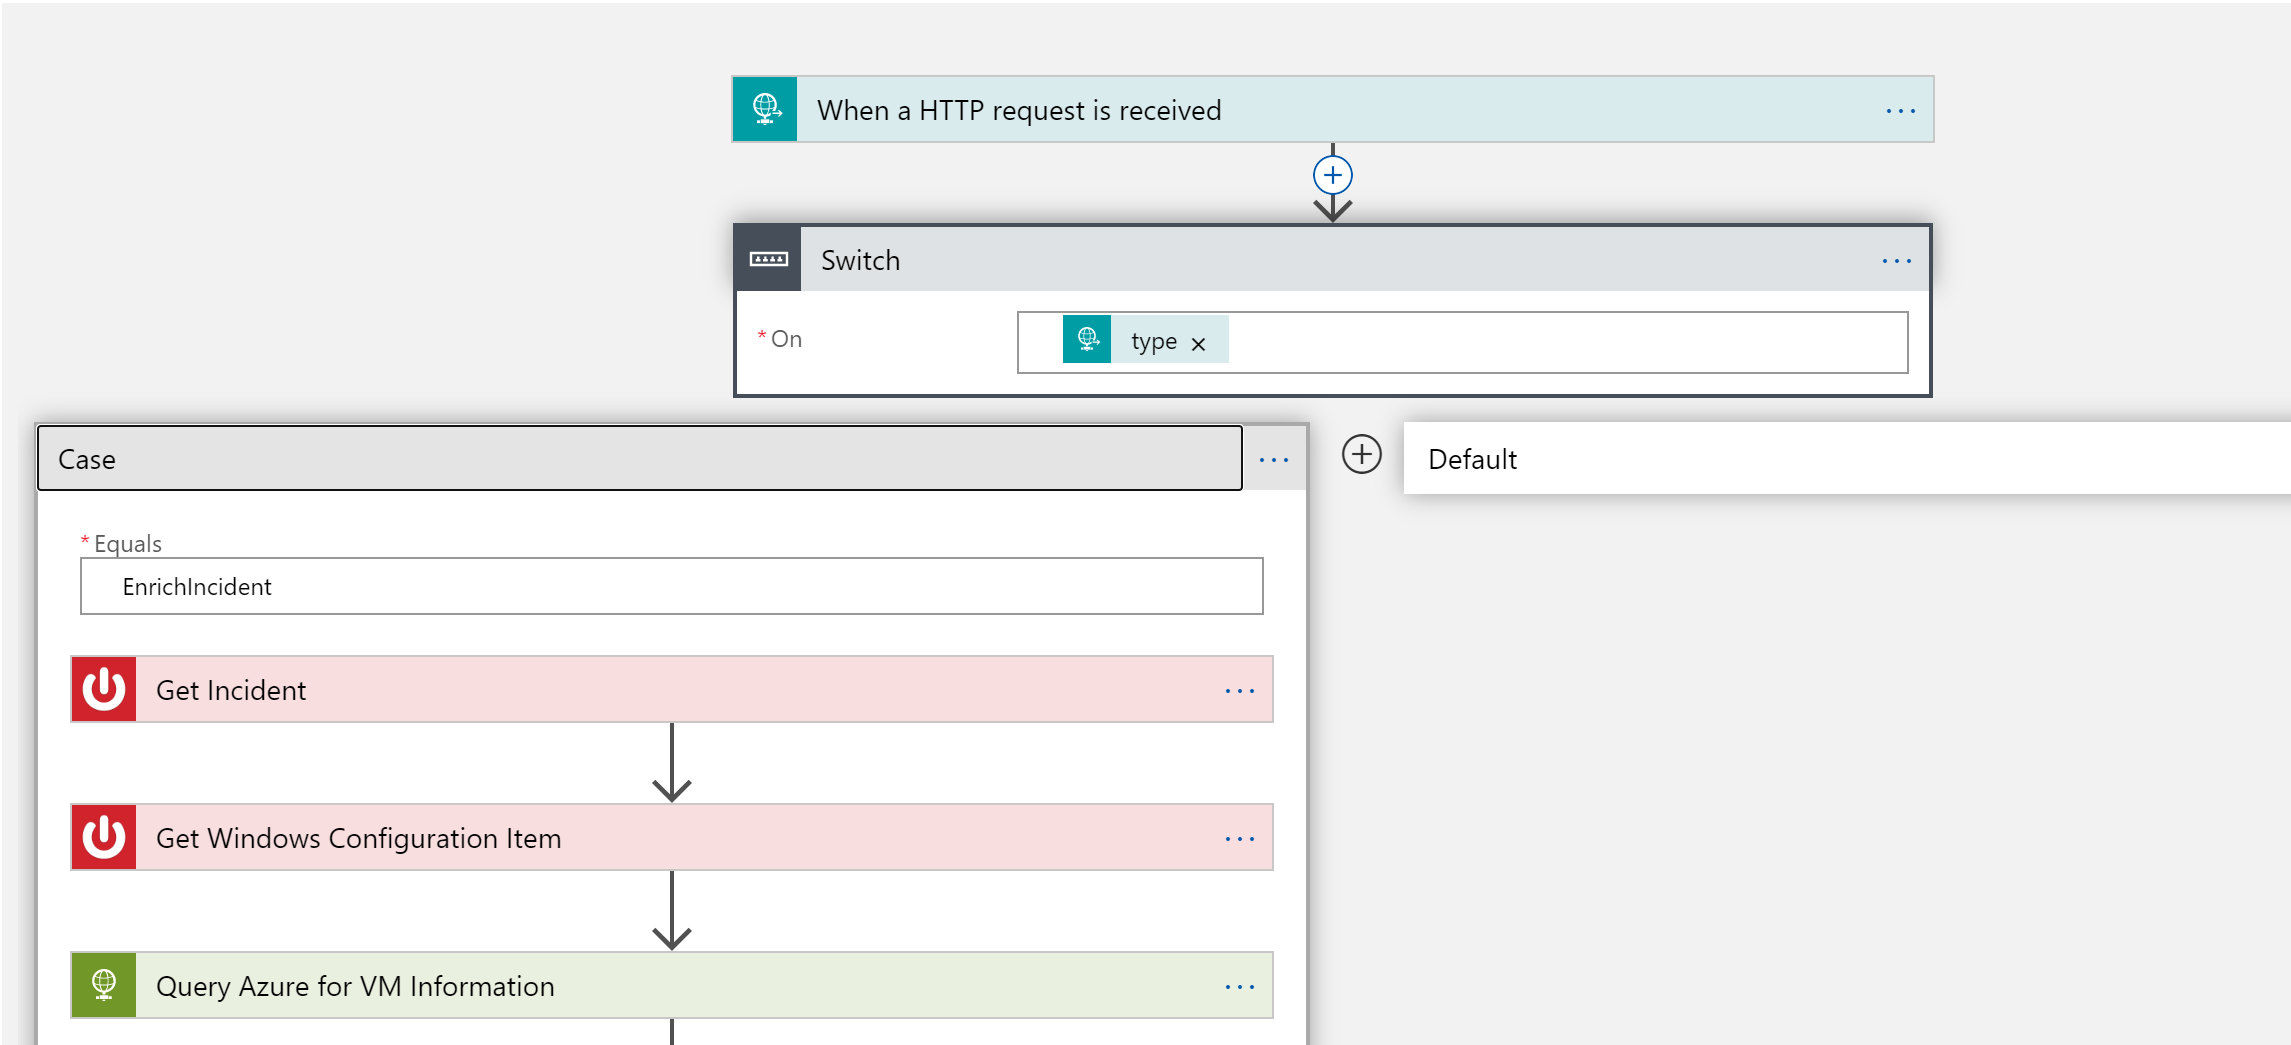 When a HTTP request is received
Switch
* On
type
Case
Default
* Equals
EnrichIncident
Get Incident
Get Windows Configuration Item
Query Azure for VM Information